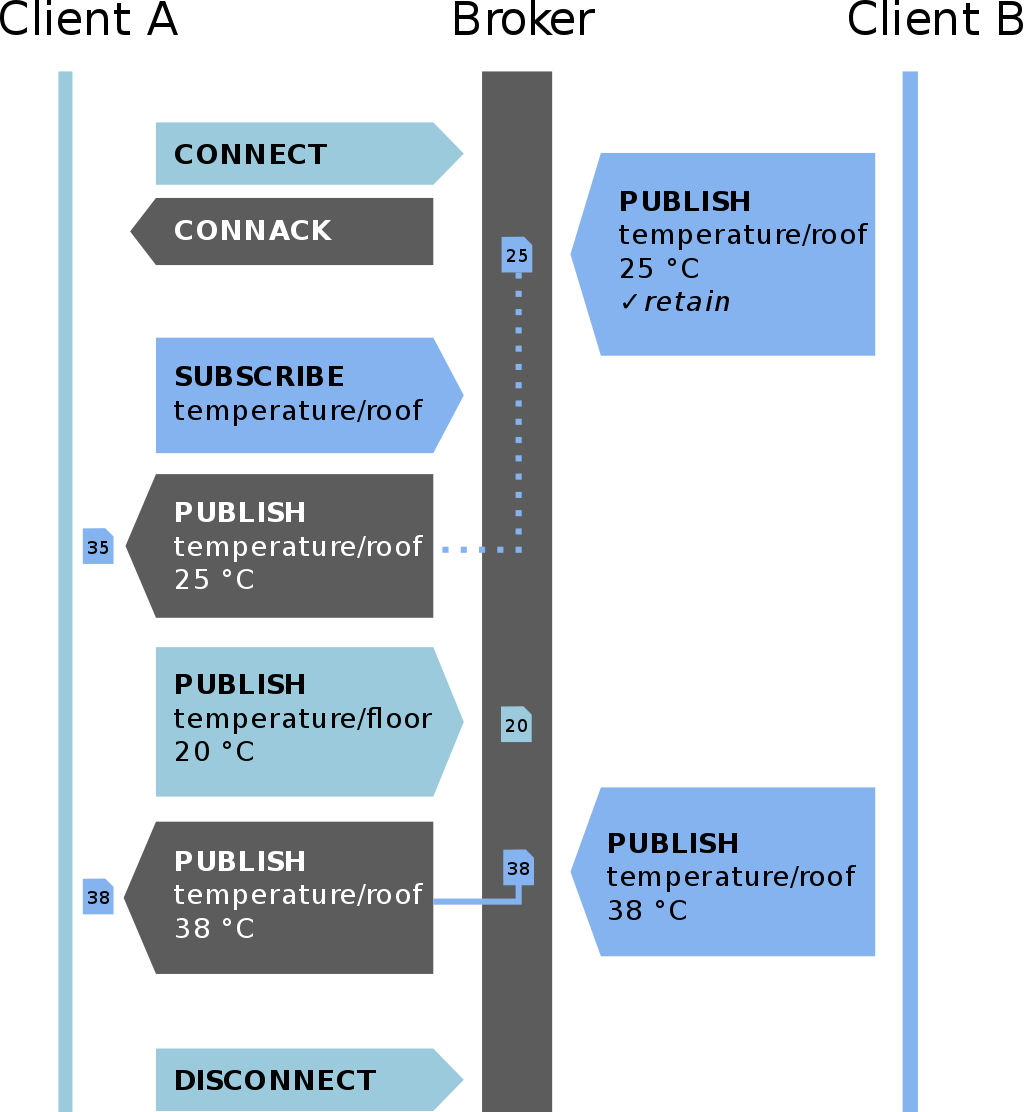 Client A
Broker
Client B
CONNECT
CONNACK
PUBLISH
temperature/roof
25 °C
✓retain
25
SUBSCRIBE
temperature/roof
PUBLISH
temperature/roof
25 °C
35
PUBLISH
temperature/floor
20 °C
20
PUBLISH
temperature/roof
38 °C
38
PUBLISH
temperature/roof
38 °C
38
DISCONNECT